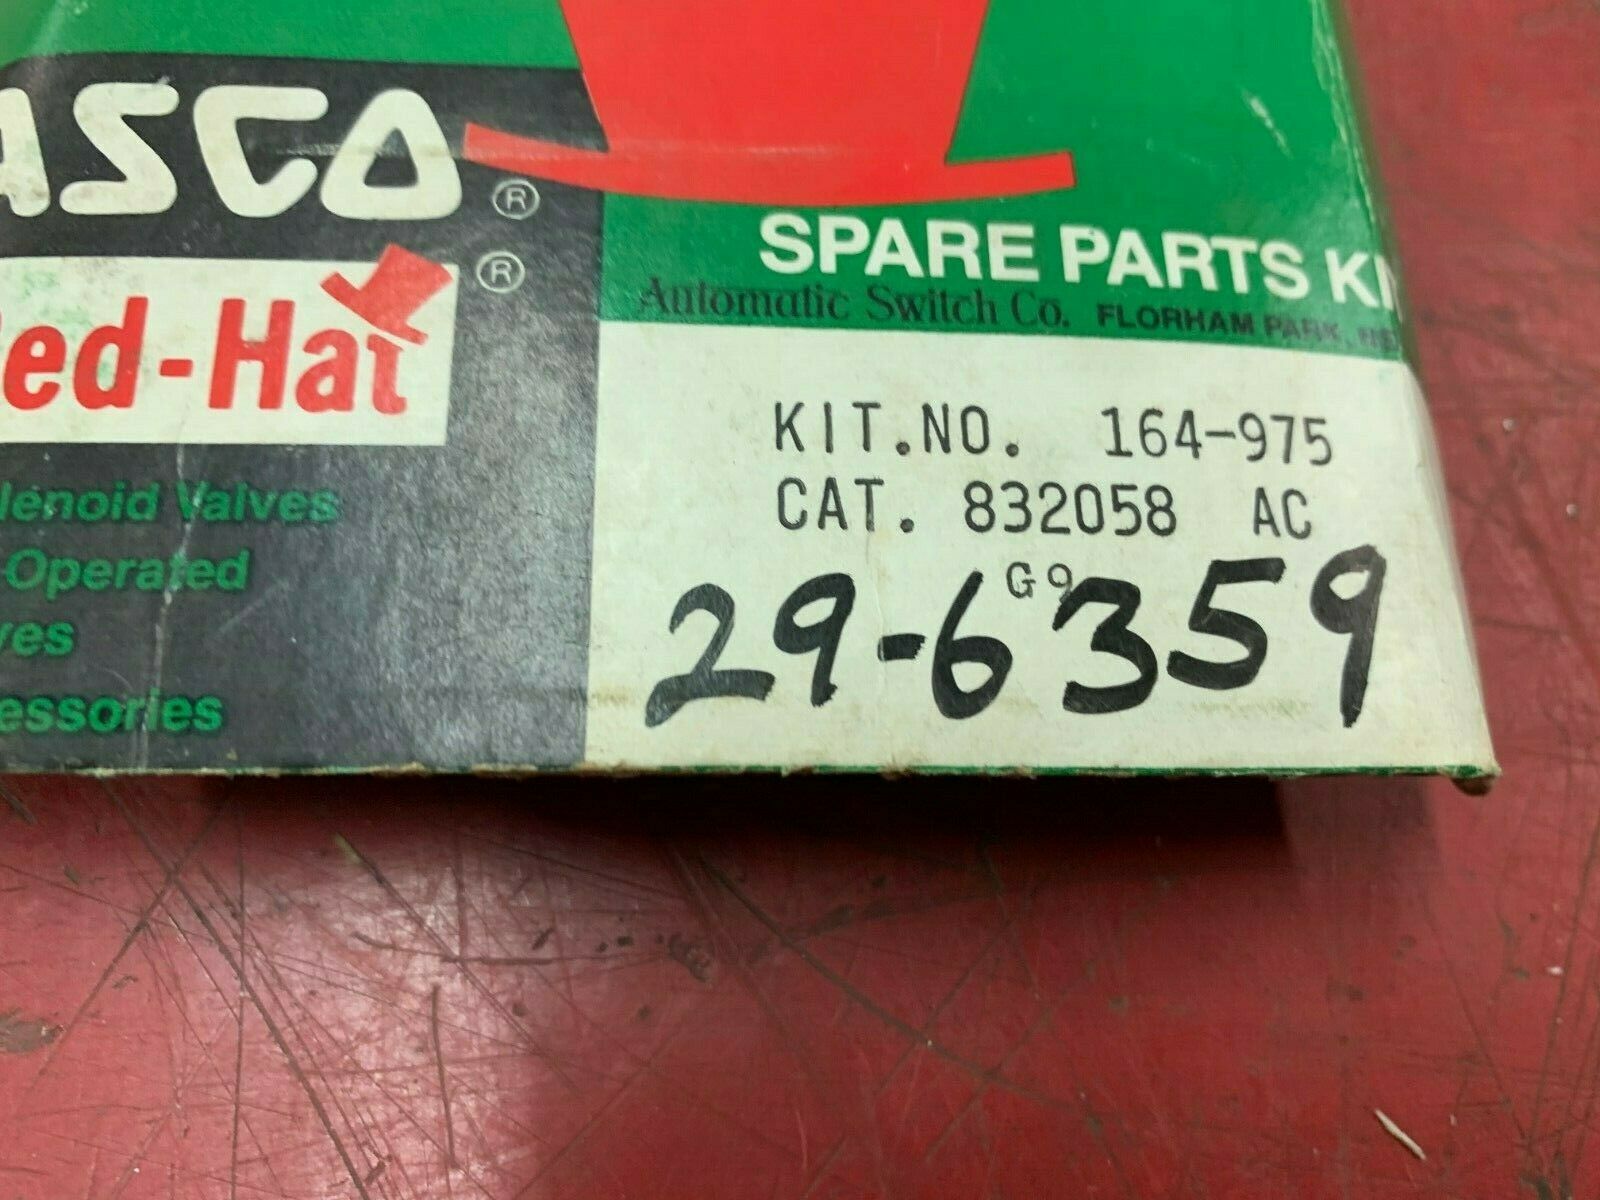 ASCO ®
Red-Hat ®
SPARE PARTS KI
Automatic Switch Co. FLORHAM PARK, NE
KIT.NO. 164-975
CAT. 832058 AC
G9
29-6359
lenoid Valves
-Operated
ves
essories